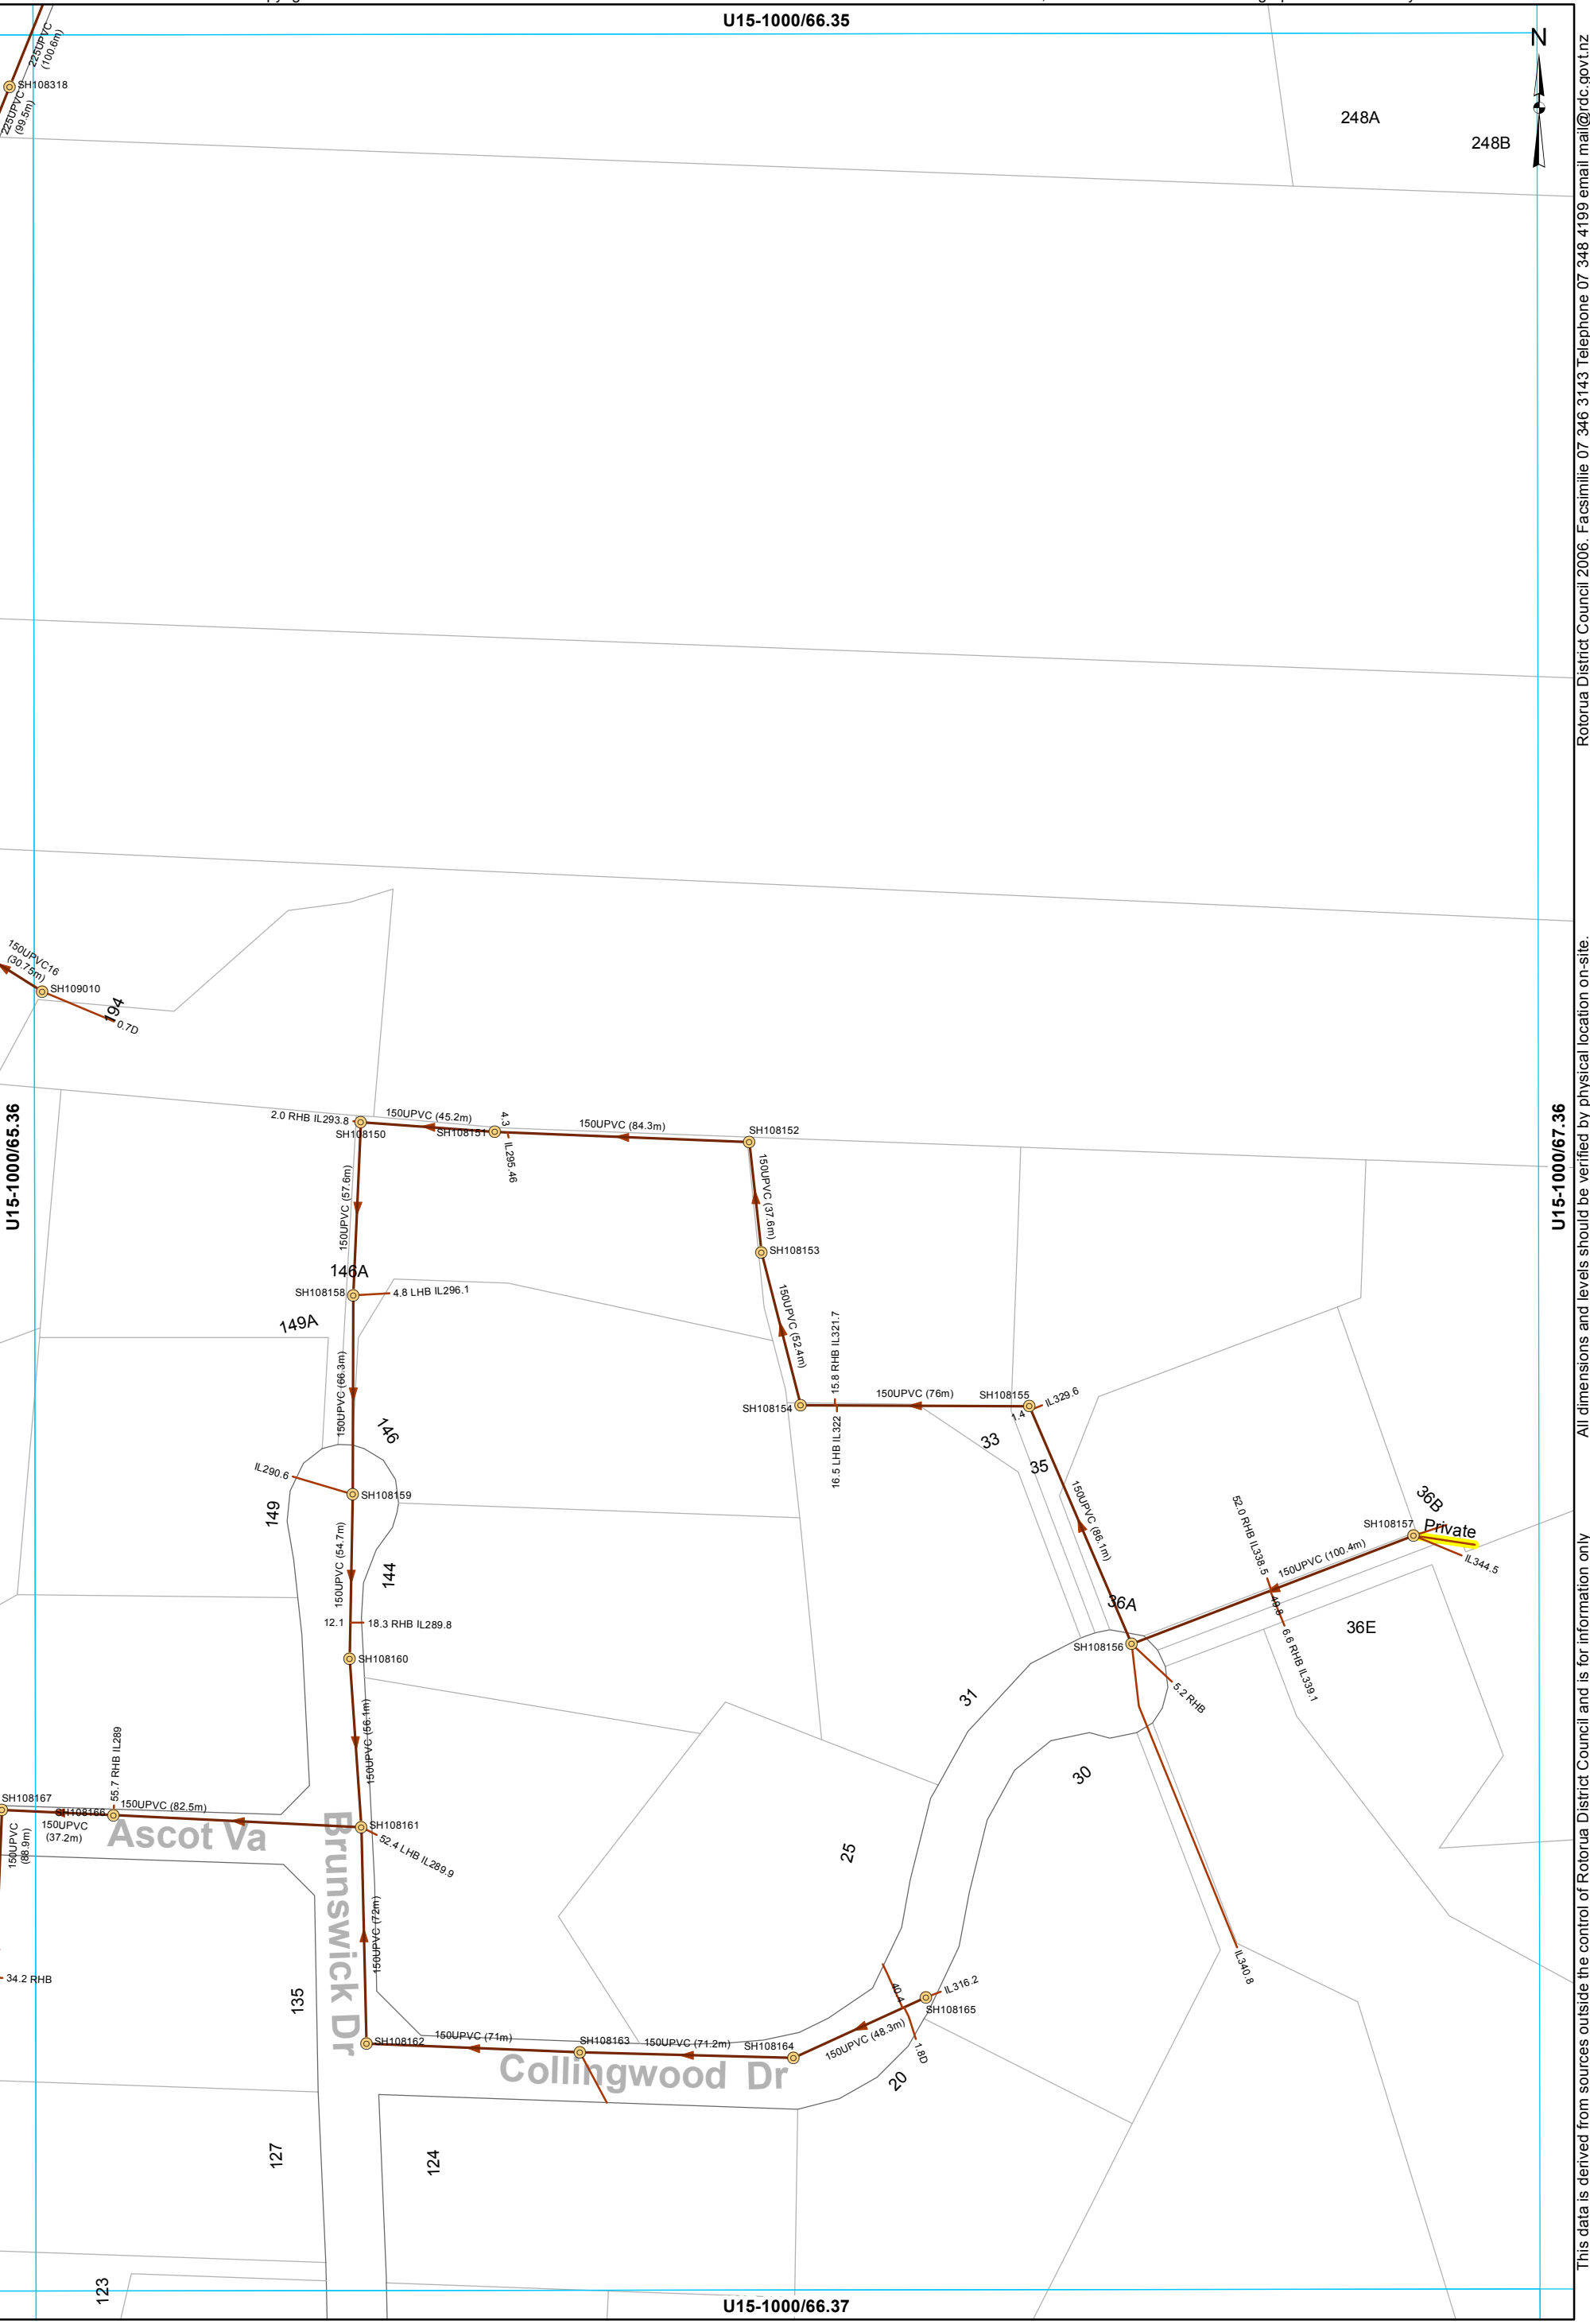 U15-1000/66.35
N
225UPVC
(100.6m)
SH108318
225UPVC
(99.5m)
248A
248B
Rotorua District Council 2006. Facsimilie 07 346 3143 Telephone 07 348 4199 email mail@rdc.govt.nz
All dimensions and levels should be verified by physical location on-site.
This data is derived from sources outside the control of Rotorua District Council and is for information only
150UPVC16
(30.75m)
SH109010
194
0.7D
U15-1000/65.36
U15-1000/67.36
2.0 RHB IL293.8
150UPVC (45.2m)
SH108150
SH108151
4.3
IL295.46
150UPVC (84.3m)
SH108152
150UPVC (57.6m)
150UPVC (37.6m)
SH108153
146A
SH108158
4.8 LHB IL296.1
149A
150UPVC (66.3m)
150UPVC (52.4m)
15.8 RHB IL321.7
SH108154
16.5 LHB IL322
150UPVC (76m)
SH108155
1.4
IL329.6
146
33
35
IL290.6
SH108159
149
150UPVC (54.7m)
144
150UPVC (86.1m)
52.0 RHB IL338.5
SH108157
36B
Private
IL344.5
150UPVC (100.4m)
49.8
6.6 RHB IL339.1
36A
36E
12.1
18.3 RHB IL289.8
SH108160
SH108156
5.2 RHB
31
150UPVC (56.1m)
55.7 RHB IL289
SH108167
SH108166
150UPVC (82.5m)
150UPVC
(37.2m)
150UPVC
(88.9m)
Ascot Va
SH108161
52.4 LHB IL289.9
Brunswick Dr
30
25
150UPVC (72m)
34.2 RHB
135
IL340.8
40.4
IL316.2
SH108165
1.8D
SH108162
150UPVC (71m)
SH108163
150UPVC (71.2m)
SH108164
150UPVC (48.3m)
Collingwood Dr
20
127
124
123
U15-1000/66.37